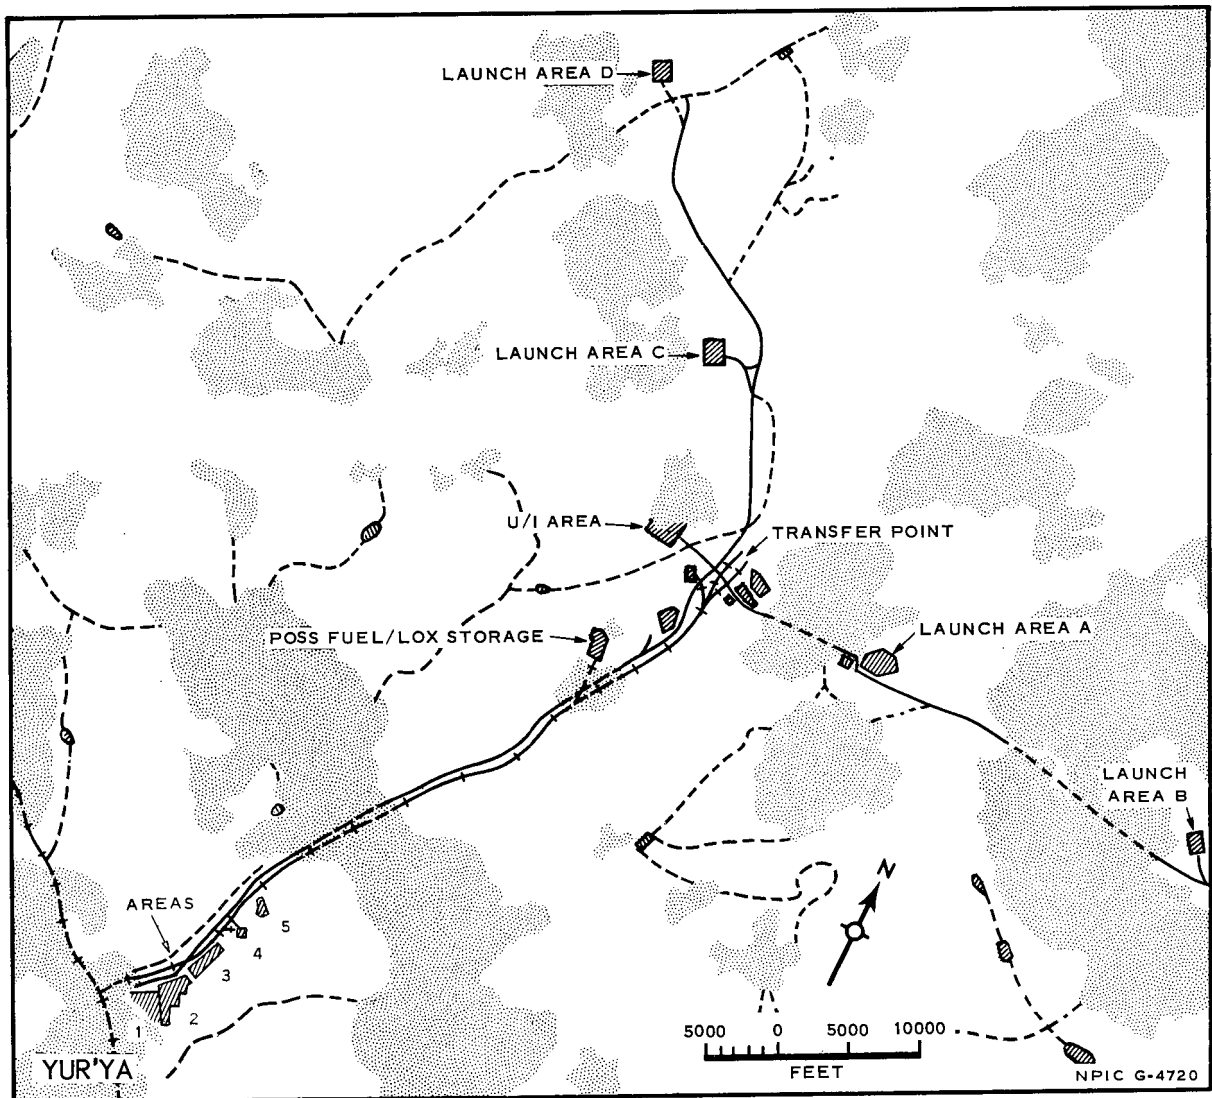 LAUNCH AREA D
LAUNCH AREA C
U/I AREA
TRANSFER POINT
POSS FUEL/LOX STORAGE
LAUNCH AREA A
LAUNCH
AREA B
N
AREAS
5
4
3
2
1
YUR'YA
5000 0 5000 10000
FEET
NPIC G-4720